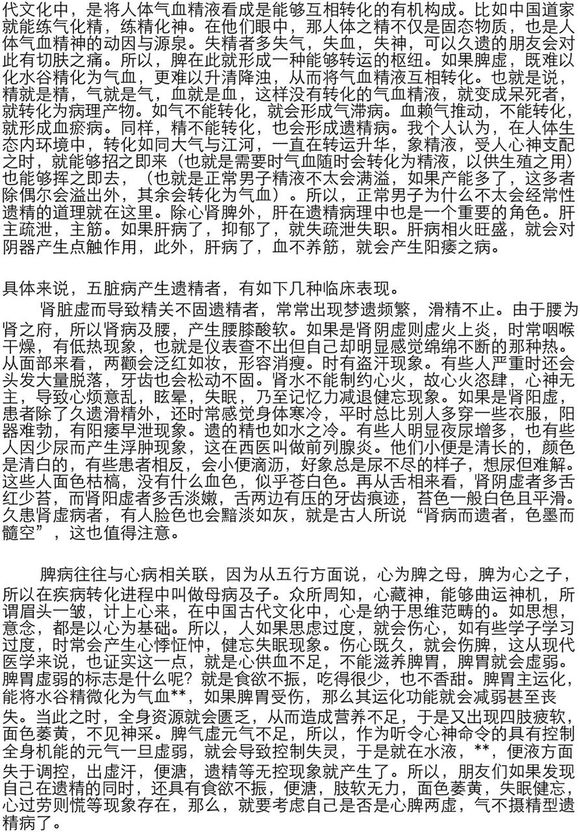 代文化中，是将人体气血精液看成是能够互相转化的有机构成。比如中国道家
就能练气化精，练精化神。在他们眼中，那人体之精不仅是固态物质，也是人
体气血精神的动因与源泉。失精者多失气，失血，失神，可以久遗的朋友会对
此有切肤之痛。所以，脾在此就形成一种能够转运的枢纽。如果脾虚，既难以
化水谷精化为气血，更难以升清降浊，从而将气血精液互相转化。也就是说，
精就是精，气就是气，血就是血，这样没有转化的气血精液，就变成呆死者，
就转化为病理产物。如气不能转化，就会形成气滞病。血赖气推动，不能转化，
就形成血瘀病。同样，精不能转化，也会形成遗精病。我个人认为，在人体生
态内环境中，转化如同大气与江河，一直在转运升华，象精液，受人心神支配
之时，就能够招之即来（也就是需要时气血随时会转化为精液，以供生殖之用）
也能够挥之即去，（也就是正常男子精液不太会满溢，如果产能多了，这多者
除偶尔会溢出外，其余会转化为气血）。所以，正常男子为什么不太会经常性
遗精的道理就在这里。除心肾脾外，肝在遗精病理中也是一个重要的角色。肝
主疏泄，主筋。如果肝病了，抑郁了，就失疏泄失职。肝病相火旺盛，就会对
阴器产生点触作用，此外，肝病了，血不养筋，就会产生阳痿之病。
具体来说，五脏病产生遗精者，有如下几种临床表现。
肾脏虚而导致精关不固遗精者，常常出现梦遗频繁，滑精不止。由于腰为
肾之府，所以肾病及腰，产生腰膝酸软。如果是肾阴虚则虚火上炎，时常咽喉
干燥，有低热现象，也就是仪表查不出但自己却明显感觉绵绵不断的那种热。
从面部来看，两颧会泛红如妆，形容消瘦。时有盗汗现象。有些人严重时还会
头发大量脱落，牙齿也会松动不固。肾水不能制约心火，故心火恣肆，心神无
主，导致心烦意乱，眩晕，失眠，乃至记忆力减退健忘现象。如果是肾阳虚，
患者除了久遗滑精外，还时常感觉身体寒冷，平时总比别人多穿一些衣服，阳
器难勃，有阳痿早泄现象。遗的精也如水之冷。有些人明显夜尿增多，也有些
人因少尿而产生浮肿现象，这在西医叫做前列腺炎。他们小便是清长的，颜色
是清白的，有些患者相反，会小便滴沥，好象总是尿不尽的样子，想尿但难解。
这些人面色枯槁，没有什么血色，似乎苍白色。再从舌相来看，肾阴虚者多舌
红少苔，而肾阳虚者多舌淡嫩，舌两边有压的牙齿痕迹，苔色一般白色且平滑。
久患肾虚病者，有人脸色也会黯淡如灰，就是古人所说“肾病而遗者，色墨而
髓空”，这也值得注意。
脾病往往与心病相关联，因为从五行方面说，心为脾之母，脾为心之子，
所以在疾病转化进程中叫做母病及子。众所周知，心藏神，能够曲运神机，所
谓眉头一皱，计上心来，在中国古代文化中，心是纳于思维范畴的。如思想，
意念，都是以心为基础。所以，人如果思虑过度，就会伤心，如有些学子学习
过度，时常会产生心悸怔忡，健忘失眠现象。伤心既久，就会伤脾，这从现代
医学来说，也证实这一点，就是心供血不足，不能滋养脾胃，脾胃就会虚弱。
脾胃虚弱的标志是什么呢？就是食欲不振，吃得很少，也不香甜。脾胃主运化，
能将水谷精微化为气血**，如果脾胃受伤，那么其运化功能就会减弱甚至丧
失。当此之时，全身资源就会匮乏，从而造成营养不足，于是又出现四肢疲软，
面色萎黄，不见神采。脾气虚元气不足，所以，作为听令心神命令的具有控制
全身机能的元气一旦虚弱，就会导致控制失灵，于是就在水液，**，便液方面
失于调控，出虚汗，便溏，遗精等无控现象就产生了。所以，朋友们如果发现
自己在遗精的同时，还具有食欲不振，便溏，肢软无力，面色萎黄，失眠健忘，
心过劳则慌等现象存在，那么，就要考虑自己是否是心脾两虚，气不摄精型遗
精病了。